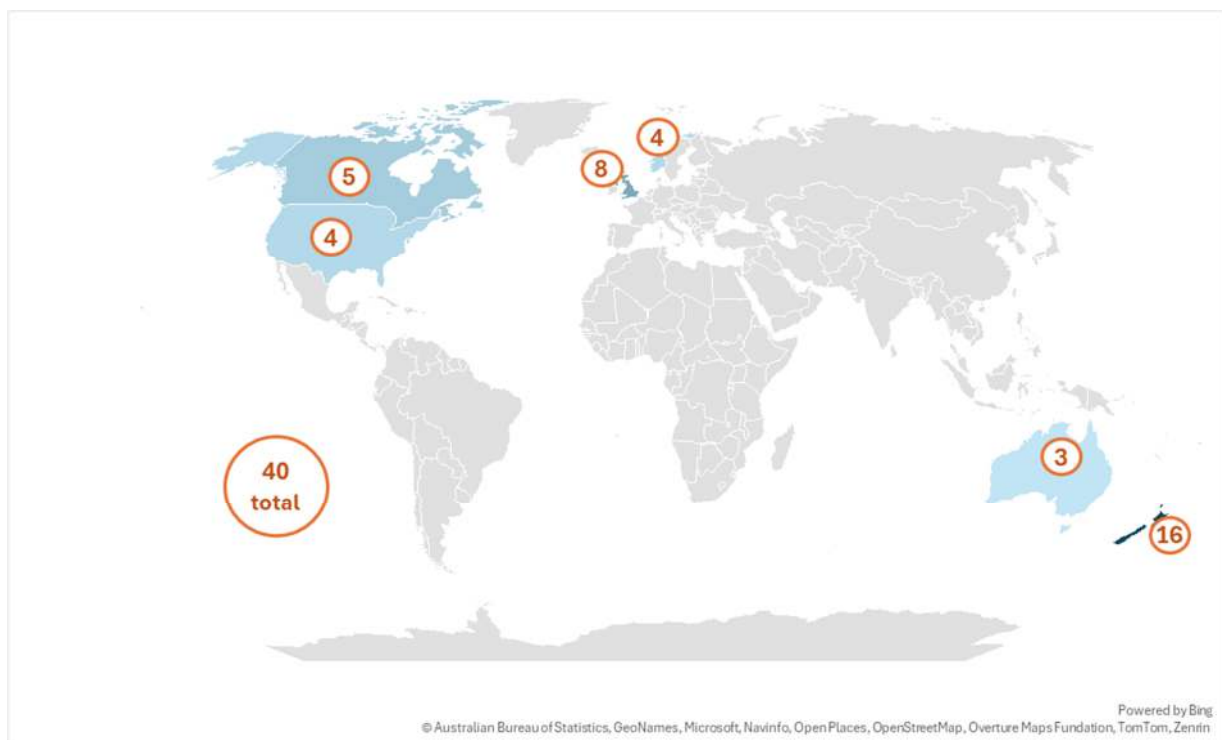 4
8
5
4
3
40
total
16
Powered by Bing
© Australian Bureau of Statistics, GeoNames, Microsoft, Navinfo, Open Places, OpenStreetMap, Overture Maps Fundation, TomTom, Zenrin